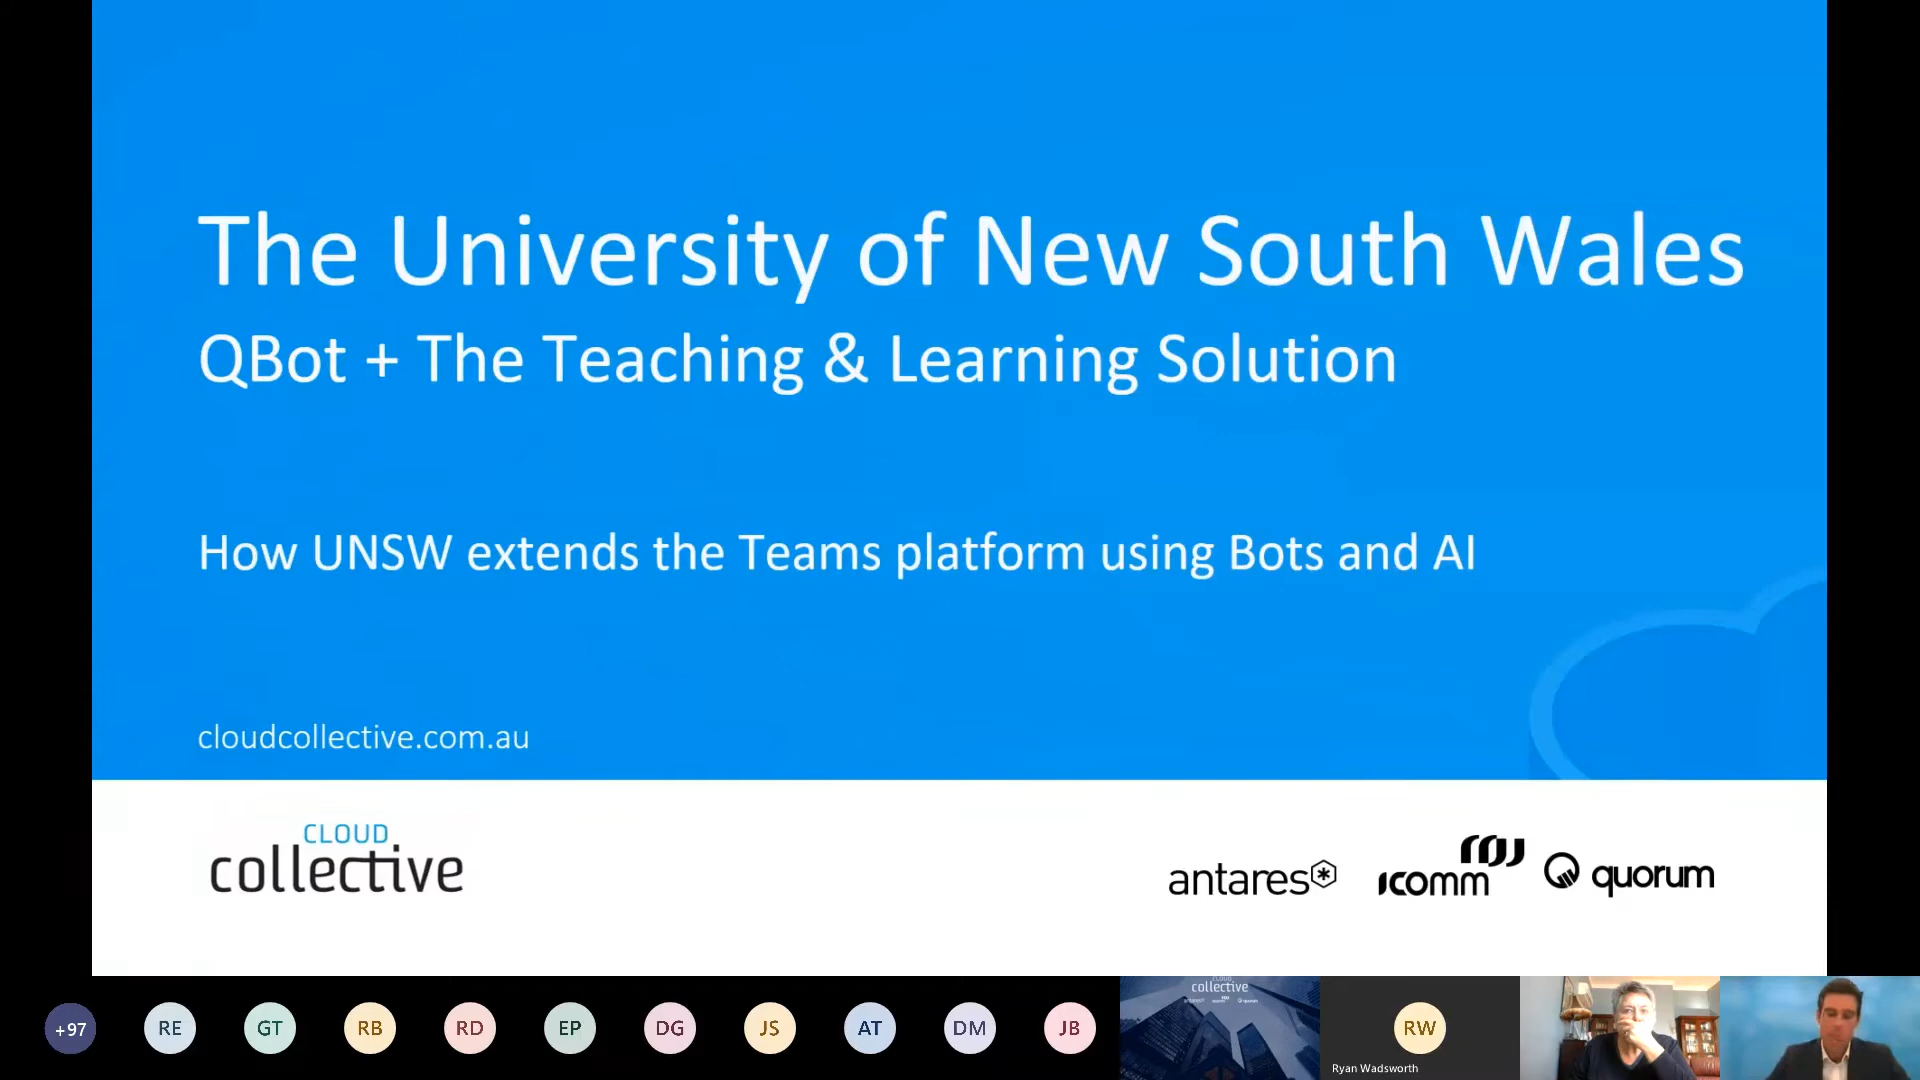 The University of New South Wales
QBot + The Teaching & Learning Solution
How UNSW extends the Teams platform using Bots and AI
cloudcollective.com.au
CLOUD
collective
antares
ıcomm
quorum
+97
RE
GT
RB
RD
EP
DG
JS
AT
DM
JB
CLOUD
collective
RW
Ryan Wadsworth